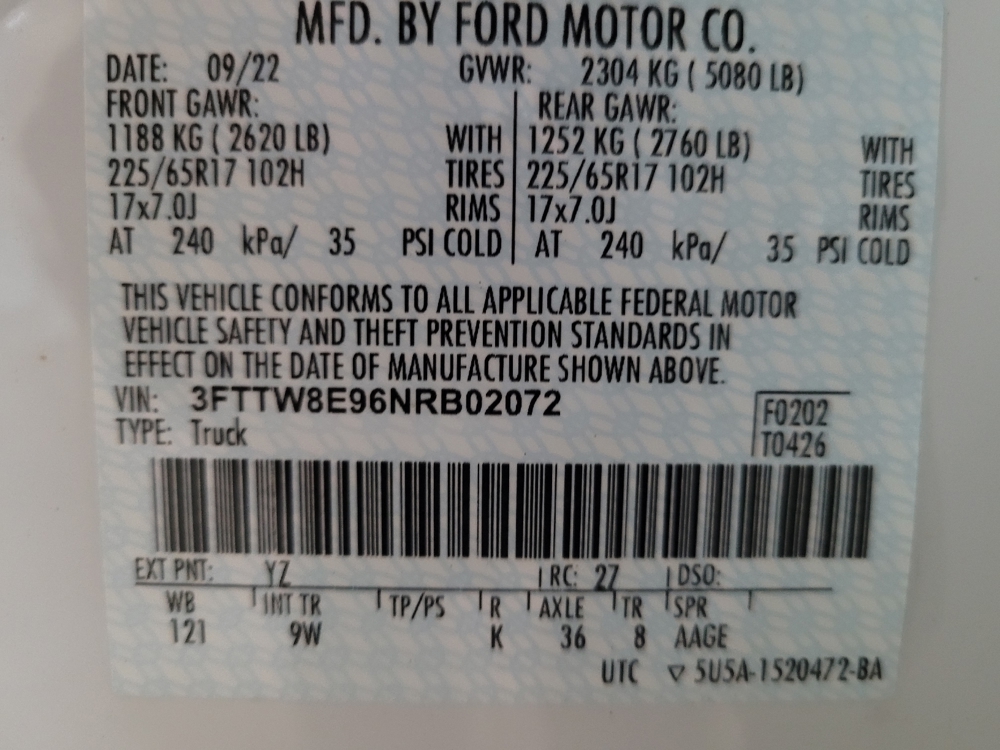 MFD. BY FORD MOTOR CO.
DATE: 09/22 GVWR: 2304 KG ( 5080 LB)
FRONT GAWR: REAR GAWR:
1188 KG ( 2620 LB) WITH 1252 KG ( 2760 LB) WITH
225/65R17 102H TIRES 225/65R17 102H TIRES
17x7.0J RIMS 17x7.0J RIMS
AT 240 kPa/ 35 PSI COLD AT 240 kPa/ 35 PSI COLD
THIS VEHICLE CONFORMS TO ALL APPLICABLE FEDERAL MOTOR
VEHICLE SAFETY AND THEFT PREVENTION STANDARDS IN
EFFECT ON THE DATE OF MANUFACTURE SHOWN ABOVE.
VIN: 3FTTW8E96NRB02072
F0202
TYPE: Truck
T0426
EXT PNT: YZ RC: 27 DSO:
WB INT TR TP/PS R AXLE TR SPR
121 9W K 36 8 AAGE
UTC ▽ 5U5A-1520472-BA